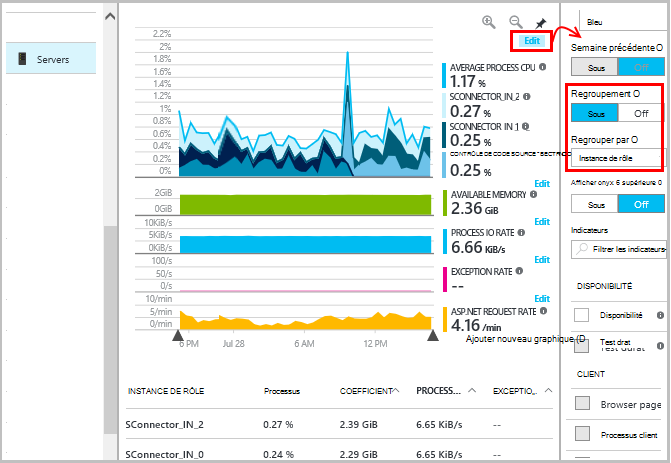 Servers
Edit
2.2%
2%
1.8%
1.6%
1.4%
1.2%
1%
0.8%
0.6%
0.4%
0.2%
0%
AVERAGE PROCESS CPU
1.17 %
SCONNECTOR_IN_2
0.27 %
SCONNECTOR IN 1
0.25 %
0.25 %
Edit
2GiB
0GiB
AVAILABLE MEMORY
2.36 GiB
Edit
10KiB/s
5KiB/s
0KiB/s
PROCESS IO RATE
6.66 KiB/s
Edit
100/s
50/s
0/s
EXCEPTION RATE
--
Edit
10/min
5/min
0/min
ASP.NET REQUEST RATE
4.16 /min
6 PM Jul 28 6 AM 12 PM
Ajouter nouveau graphique (D
INSTANCE DE RÔLE Processus COEFFICIENT PROCESS... EXCEPTIO...
SConnector_IN_2 0.27 % 2.39 GiB 6.65 KiB/s --
SConnector_IN_0 0.24 % 2.29 GiB 6.65 KiB/s --
Bleu
Semaine précédente O
Sous Off
Regroupement O
Sous Off
Regrouper par O
Instance de rôle
Afficher onyx 6 supérieure 0
Sous Off
Indicateurs
Filtrer les indicateurs
DISPONIBILITÉ
Disponibilité
Test drat
CLIENT
Browser page
Processus client